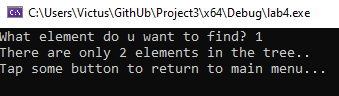 C:\Users\Victus\GithUb\Project3\x64\Debug\lab4.exe
What element do u want to find? 1
There are only 2 elements in the tree..
Tap some button to return to main menu...